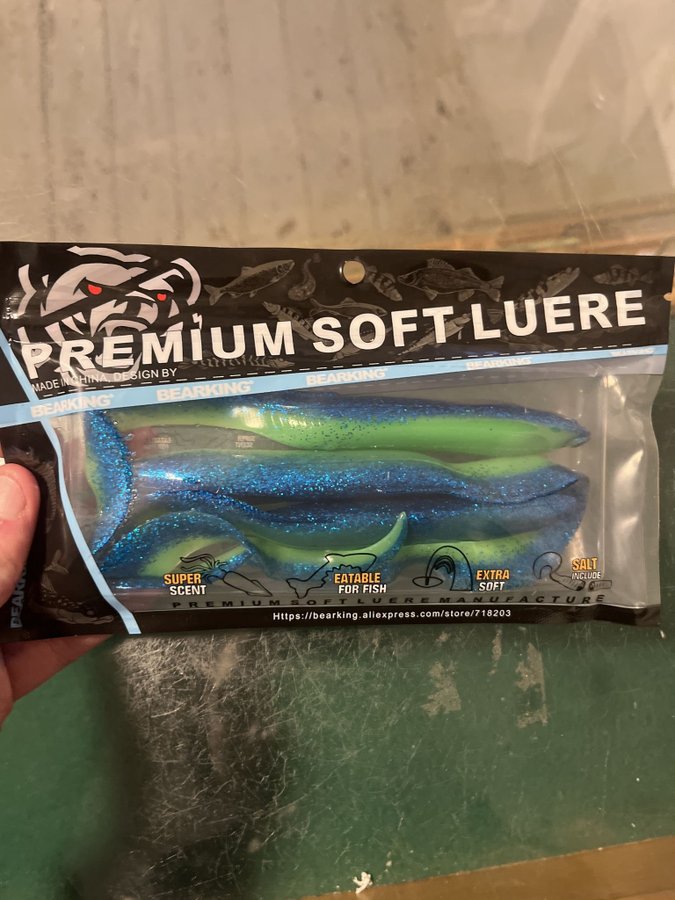 PREMIUM SOFT LUERE
MADE IN CHINA, DESIGN BY
BEARKING BEARKING BEARKING BEARKING
SUPER
SCENT
EATABLE
FOR FISH
EXTRA
SOFT
SALT
INCLUDE
PREMIUM SOFT LUERE MANUFACTURE
Https://bearking.aliexpress.com/store/718203